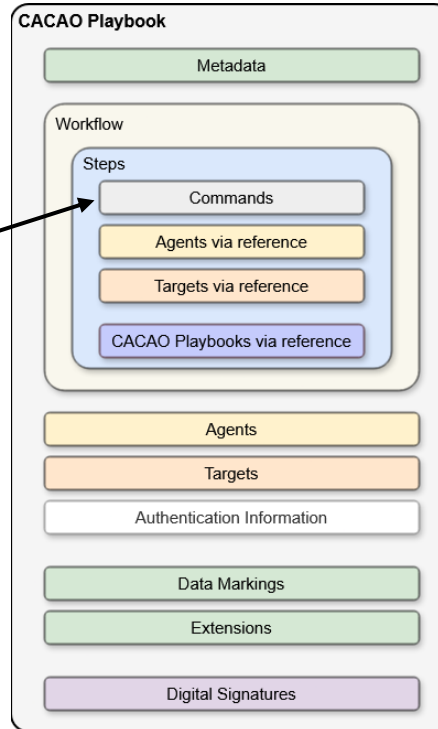 CACAO Playbook
Metadata
Workflow
Steps
Commands
Agents via reference
Targets via reference
CACAO Playbooks via reference
Agents
Targets
Authentication Information
Data Markings
Extensions
Digital Signatures